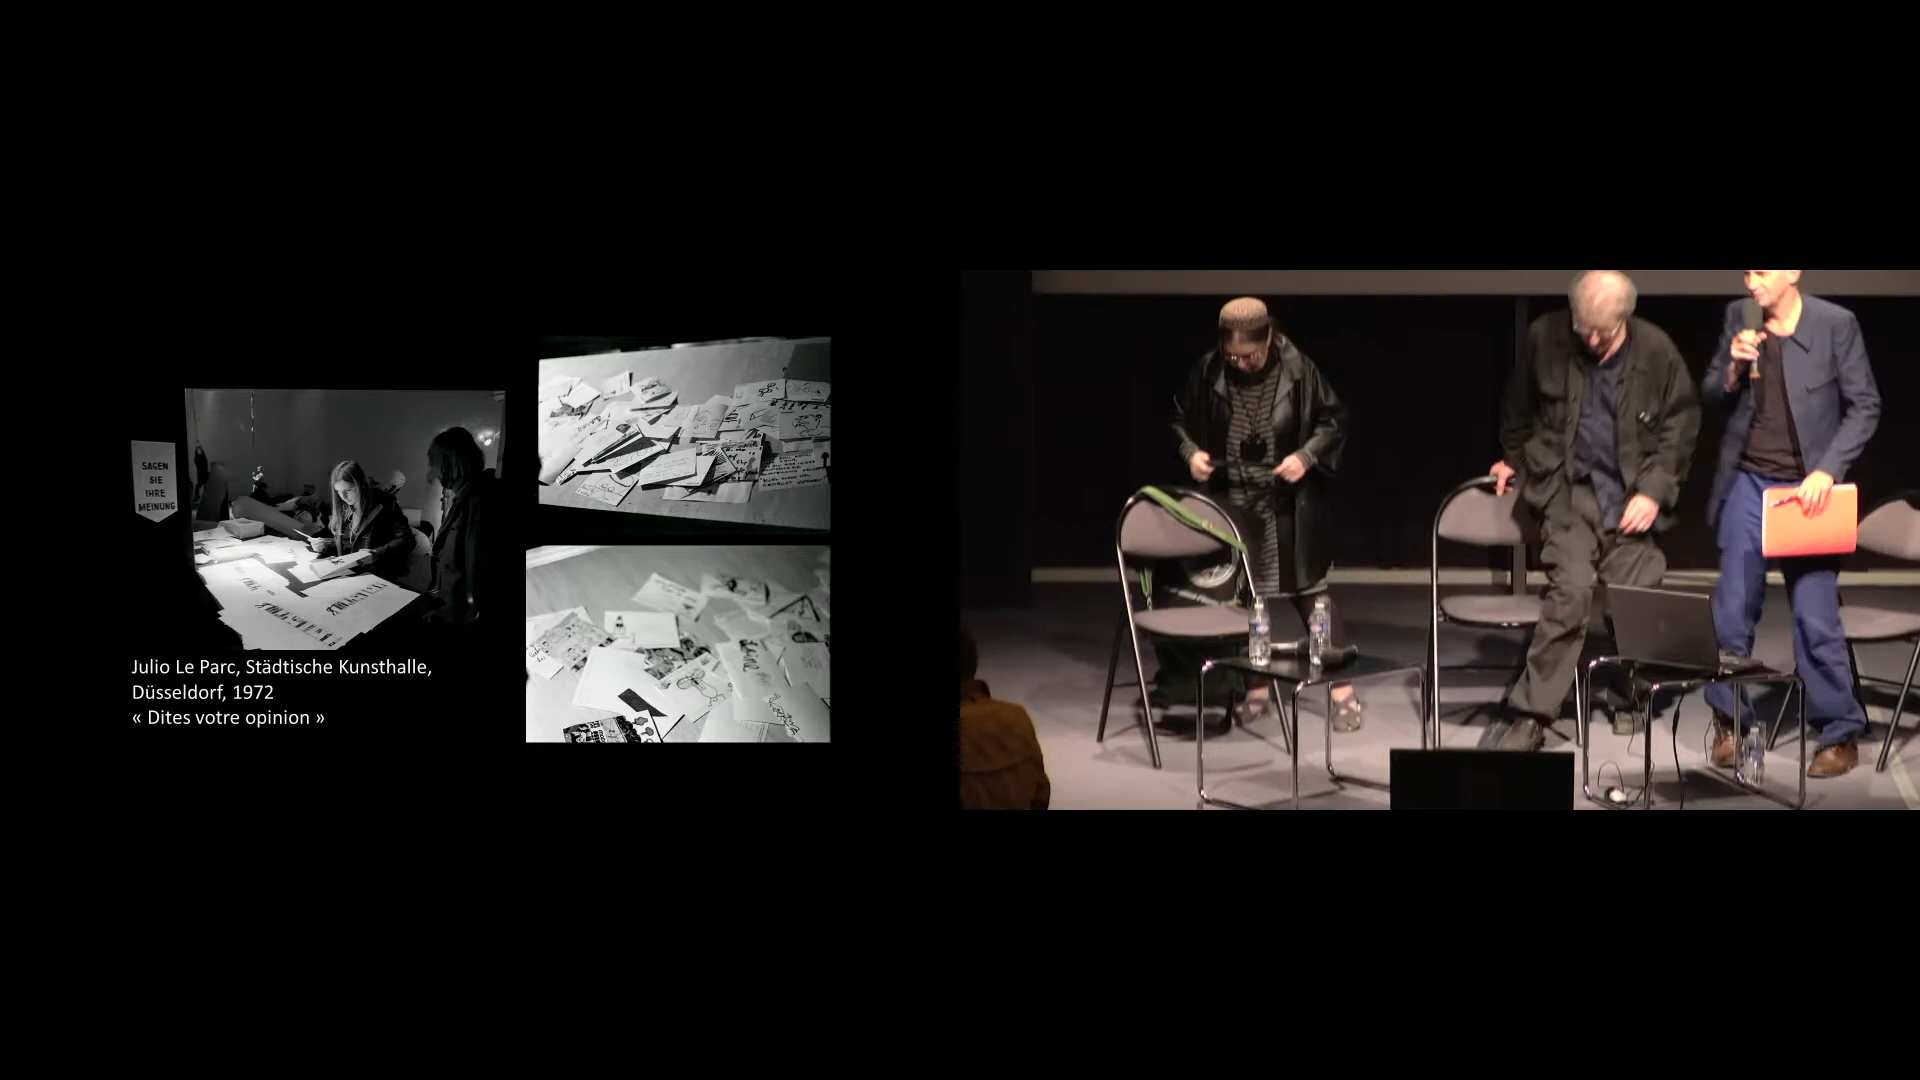 SAGEN
SIE
IHRE
MEINUNG
Julio Le Parc, Städtische Kunsthalle,
Düsseldorf, 1972
« Dites votre opinion »